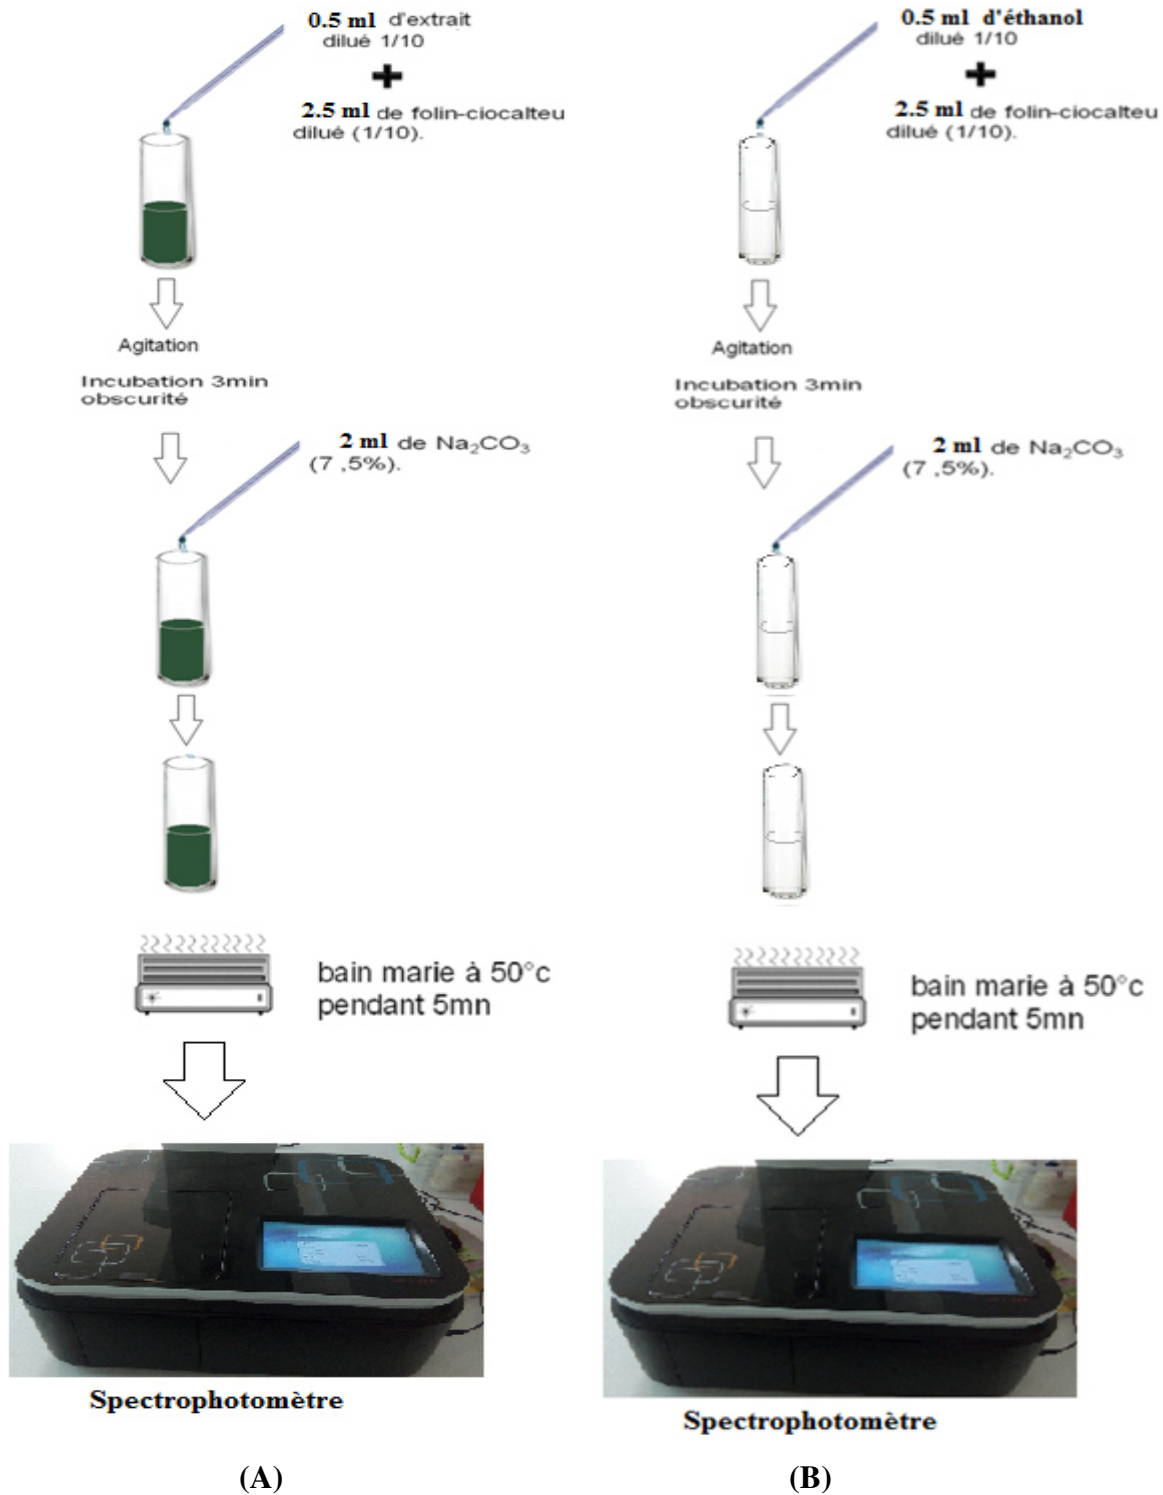 0.5 ml d'extrait
dilué 1/10
+
2.5 ml de folin-ciocalteu
dilué (1/10).
Agitation
Incubation 3min
obscurité
2 ml de Na₂CO₃
(7 ,5%).
bain marie à 50°c
pendant 5mn
Spectrophotomètre
(A)
0.5 ml d'éthanol
dilué 1/10
+
2.5 ml de folin-ciocalteu
dilué (1/10).
Agitation
Incubation 3min
obscurité
2 ml de Na₂CO₃
(7 ,5%).
bain marie à 50°c
pendant 5mn
Spectrophotomètre
(B)